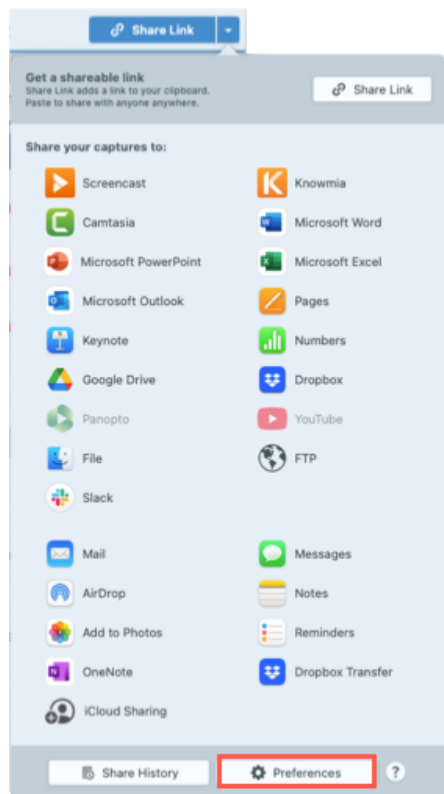 Share Link
Get a shareable link
Share Link adds a link to your clipboard.
Paste to share with anyone anywhere.
Share Link
Share your captures to:
Screencast
Knowmia
Camtasia
Microsoft Word
Microsoft PowerPoint
Microsoft Excel
Microsoft Outlook
Pages
Keynote
Numbers
Google Drive
Dropbox
Panopto
YouTube
File
FTP
Slack
Mail
Messages
AirDrop
Notes
Add to Photos
Reminders
OneNote
Dropbox Transfer
iCloud Sharing
Share History
Preferences
?